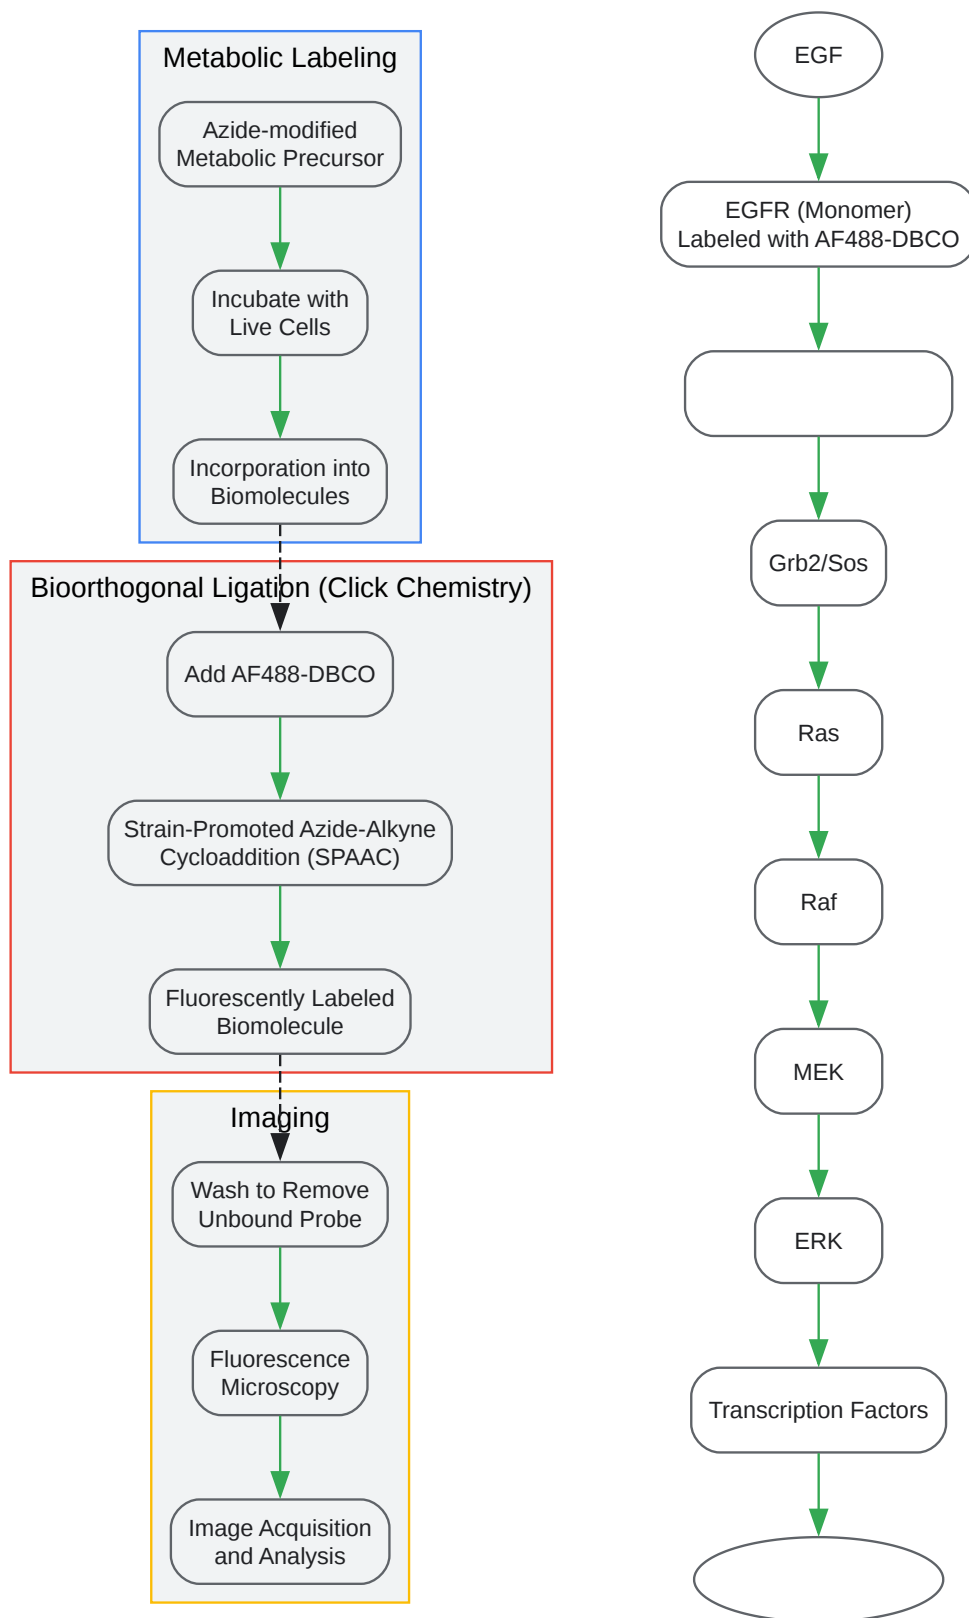 Metabolic Labeling
Azide-modified
Metabolic Precursor
Incubate with
Live Cells
Incorporation into
Biomolecules
Bioorthogonal Ligation (Click Chemistry)
Add AF488-DBCO
Strain-Promoted Azide-Alkyne
Cycloaddition (SPAAC)
Fluorescently Labeled
Biomolecule
Imaging
Wash to Remove
Unbound Probe
Fluorescence
Microscopy
Image Acquisition
and Analysis
EGF
EGFR (Monomer)
Labeled with AF488-DBCO
Grb2/Sos
Ras
Raf
MEK
ERK
Transcription Factors